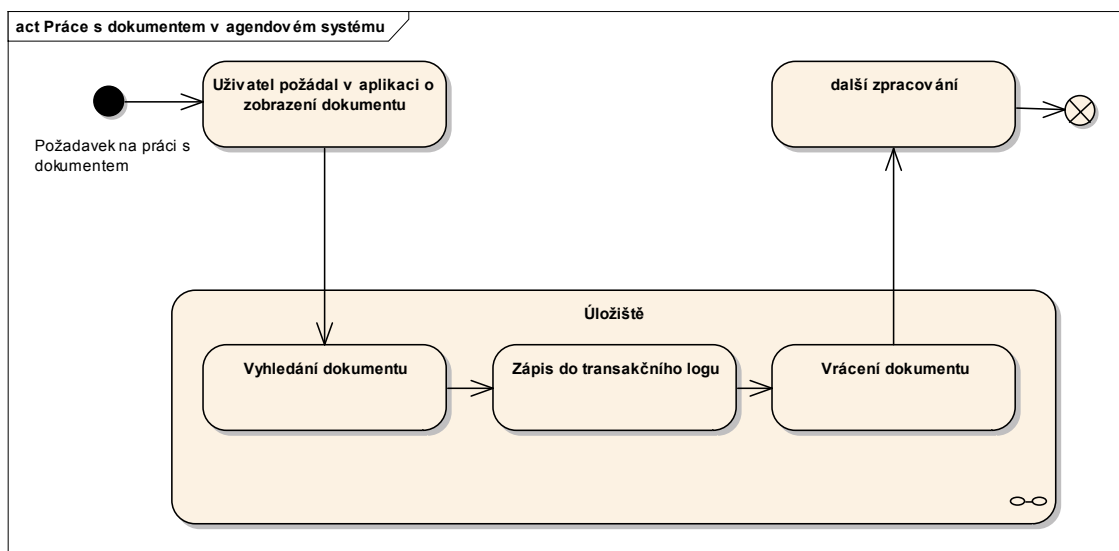 act Práce s dokumentem v agendovém systému
Uživatel požádal v aplikaci o
zobrazení dokumentu
další zpracování
Požadavek na práci s
dokumentem
Úložiště
Vyhledání dokumentu
Zápis do transakčního logu
Vrácení dokumentu